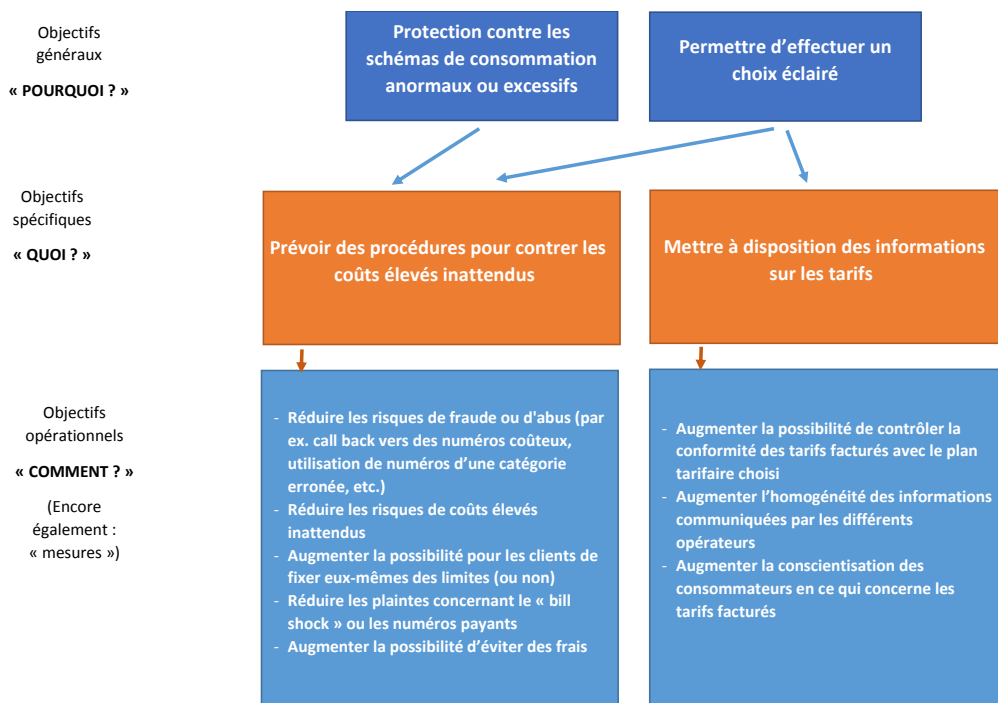 Objectifs
généraux
« POURQUOI ? »
Protection contre les
schémas de consommation
anormaux ou excessifs
Permettre d’effectuer un
choix éclairé
Objectifs
spécifiques
« QUOI ? »
Prévoir des procédures pour contrer les
coûts élevés inattendus
Mettre à disposition des informations
sur les tarifs
Objectifs
opérationnels
« COMMENT ? »
(Encore
également :
« mesures »)
- Réduire les risques de fraude ou d'abus (par
ex. call back vers des numéros coûteux,
utilisation de numéros d’une catégorie
erronée, etc.)
- Réduire les risques de coûts élevés
inattendus
- Augmenter la possibilité pour les clients de
fixer eux-mêmes des limites (ou non)
- Réduire les plaintes concernant le « bill
shock » ou les numéros payants
- Augmenter la possibilité d’éviter des frais
- Augmenter la possibilité de contrôler la
conformité des tarifs facturés avec le plan
tarifaire choisi
- Augmenter l’homogénéité des informations
communiquées par les différents
opérateurs
- Augmenter la conscientisation des
consommateurs en ce qui concerne les
tarifs facturés